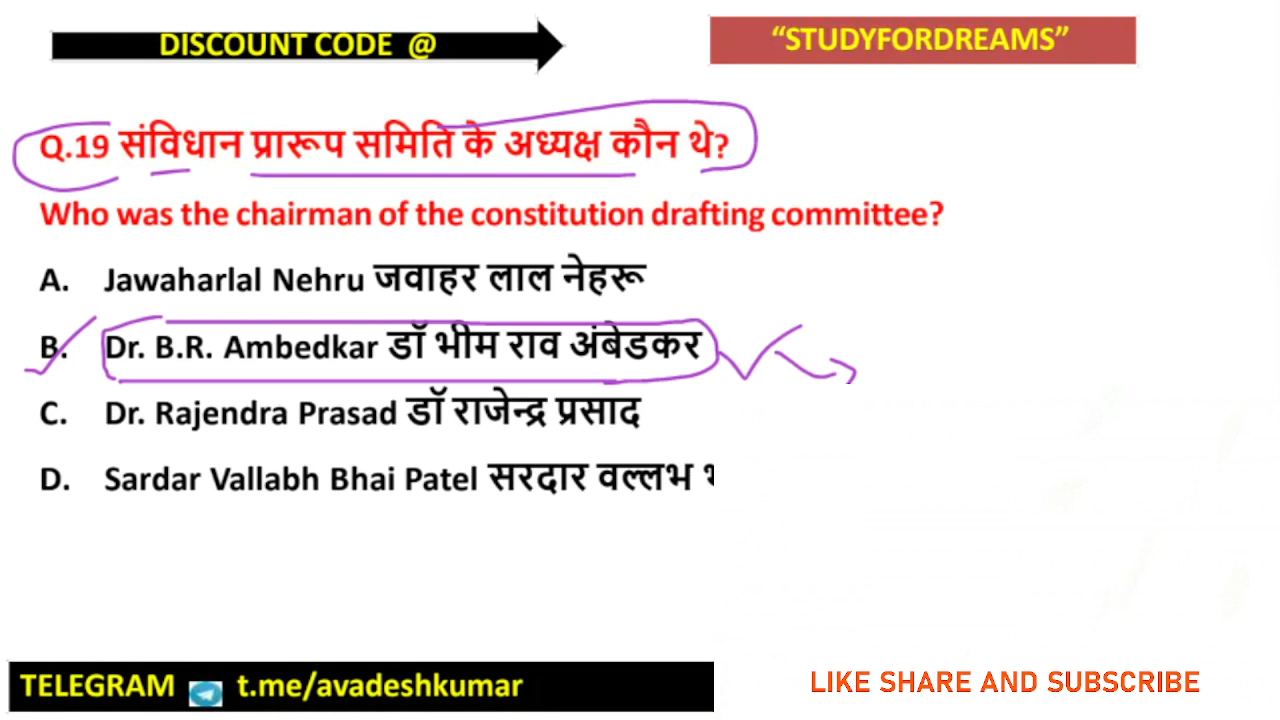 DISCOUNT CODE @
“STUDYFORDREAMS”
Q.19 संविधान प्रारूप समिति के अध्यक्ष कौन थे?
Who was the chairman of the constitution drafting committee?
A. Jawaharlal Nehru जवाहर लाल नेहरू
B. Dr. B.R. Ambedkar डॉ भीम राव अंबेडकर
C. Dr. Rajendra Prasad डॉ राजेन्द्र प्रसाद
D. Sardar Vallabh Bhai Patel सरदार वल्लभ
TELEGRAM t.me/avadeshkumar
LIKE SHARE AND SUBSCRIBE